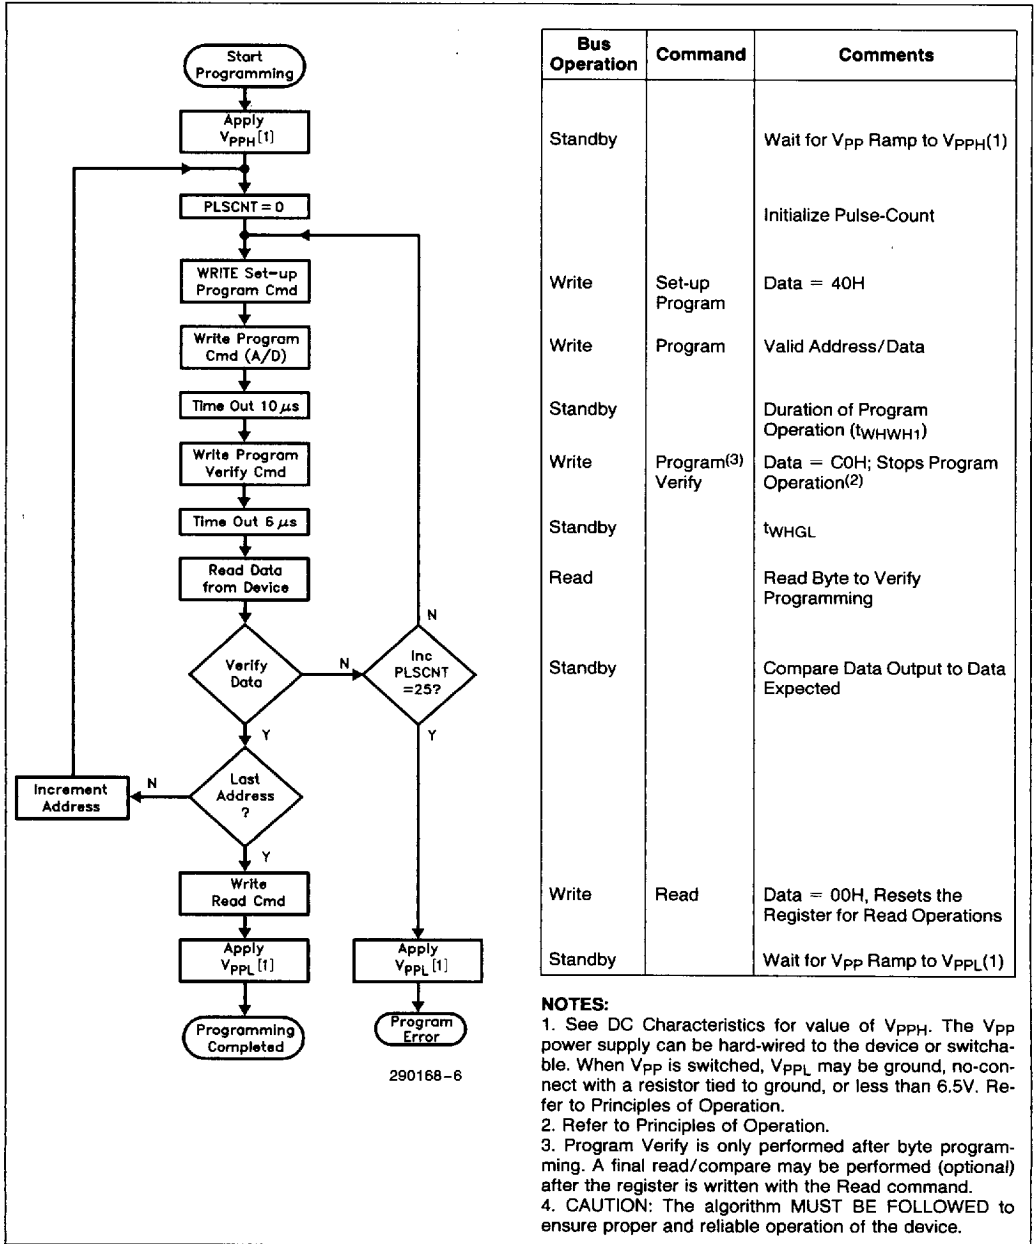 Start
Programming
Apply
VPPH[1]
PLSCNT = 0
WRITE Set-up
Program Cmd
Write Program
Cmd (A/D)
Time Out 10 μs
Write Program
Verify Cmd
Time Out 6 μs
Read Data
from Device
Verify
Data
N
Inc
PLSCNT
=25?
N
Y
Y
Last
Address
?
N
Increment
Address
Y
Write
Read Cmd
Apply
VPPL[1]
Programming
Completed
Apply
VPPL[1]
Program
Error
290168-6
Bus
Operation
Command
Comments
Standby
Wait for VPP Ramp to VPPH(1)
Initialize Pulse-Count
Write
Set-up
Program
Data = 40H
Write
Program
Valid Address/Data
Standby
Duration of Program
Operation (tWHWH1)
Write
Program(3)
Verify
Data = C0H; Stops Program
Operation(2)
Standby
tWHGL
Read
Read Byte to Verify
Programming
Standby
Compare Data Output to Data
Expected
Write
Read
Data = 00H, Resets the
Register for Read Operations
Standby
Wait for VPP Ramp to VPPL(1)
NOTES:
1. See DC Characteristics for value of VPPH. The VPP
power supply can be hard-wired to the device or switcha-
ble. When VPP is switched, VPPL may be ground, no-con-
nect with a resistor tied to ground, or less than 6.5V. Re-
fer to Principles of Operation.
2. Refer to Principles of Operation.
3. Program Verify is only performed after byte program-
ming. A final read/compare may be performed (optional)
after the register is written with the Read command.
4. CAUTION: The algorithm MUST BE FOLLOWED to
ensure proper and reliable operation of the device.